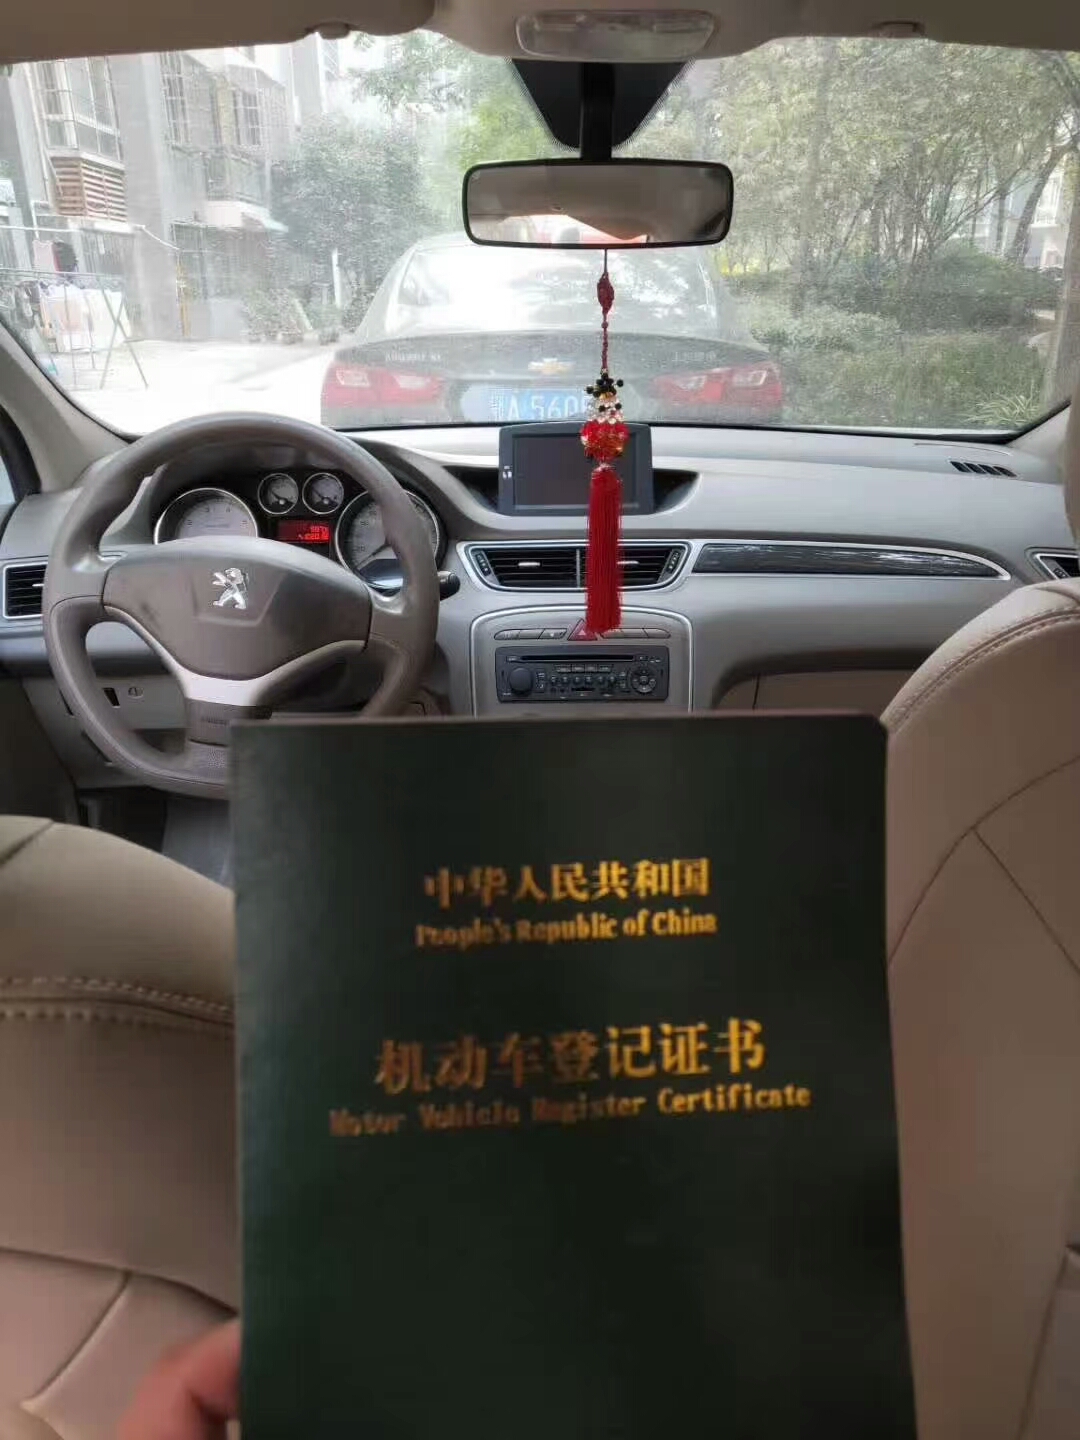 A·560
中华人民共和国
People's Republic of China
机动车登记证书
Motor Vehicle Register Certificate